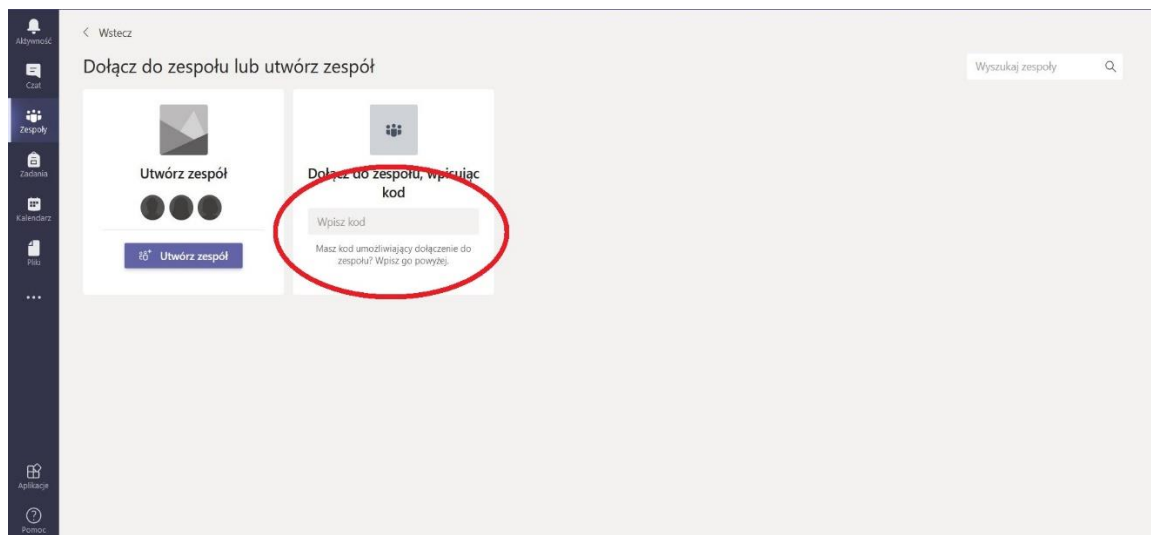 Aktywność
Czat
Zespoły
Zadania
Kalendarz
Pliki
Aplikacje
Pomoc
Wstecz
Dołącz do zespołu lub utwórz zespół
Wyszukaj zespoły
Utwórz zespół
Utwórz zespół
Dołącz do zespołu, wpisując
kod
Wpisz kod
Masz kod umożliwiający dołączenie do
zespołu? Wpisz go powyżej.